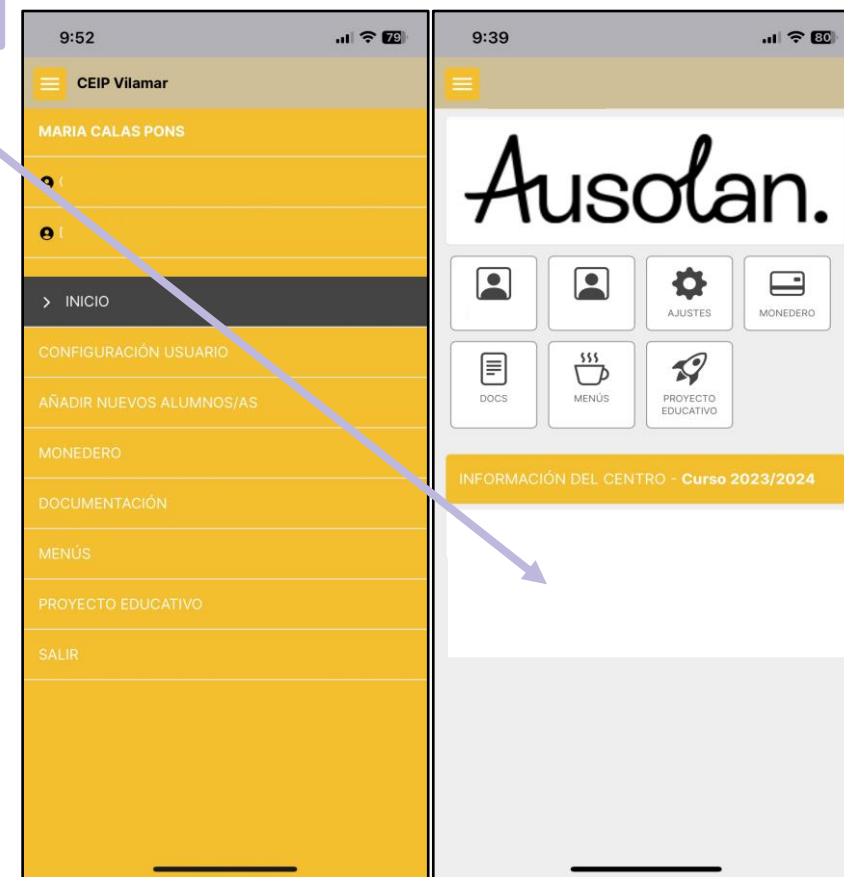 9:52
79
CEIP Vilamar
MARIA CALAS PONS
INICIO
CONFIGURACIÓN USUARIO
AÑADIR NUEVOS ALUMNOS/AS
MONEDERO
DOCUMENTACIÓN
MENÚS
PROYECTO EDUCATIVO
SALIR
9:39
80
Ausolan.
AJUSTES
MONEDERO
DOCS
MENÚS
PROYECTO
EDUCATIVO
INFORMACIÓN DEL CENTRO - Curso 2023/2024